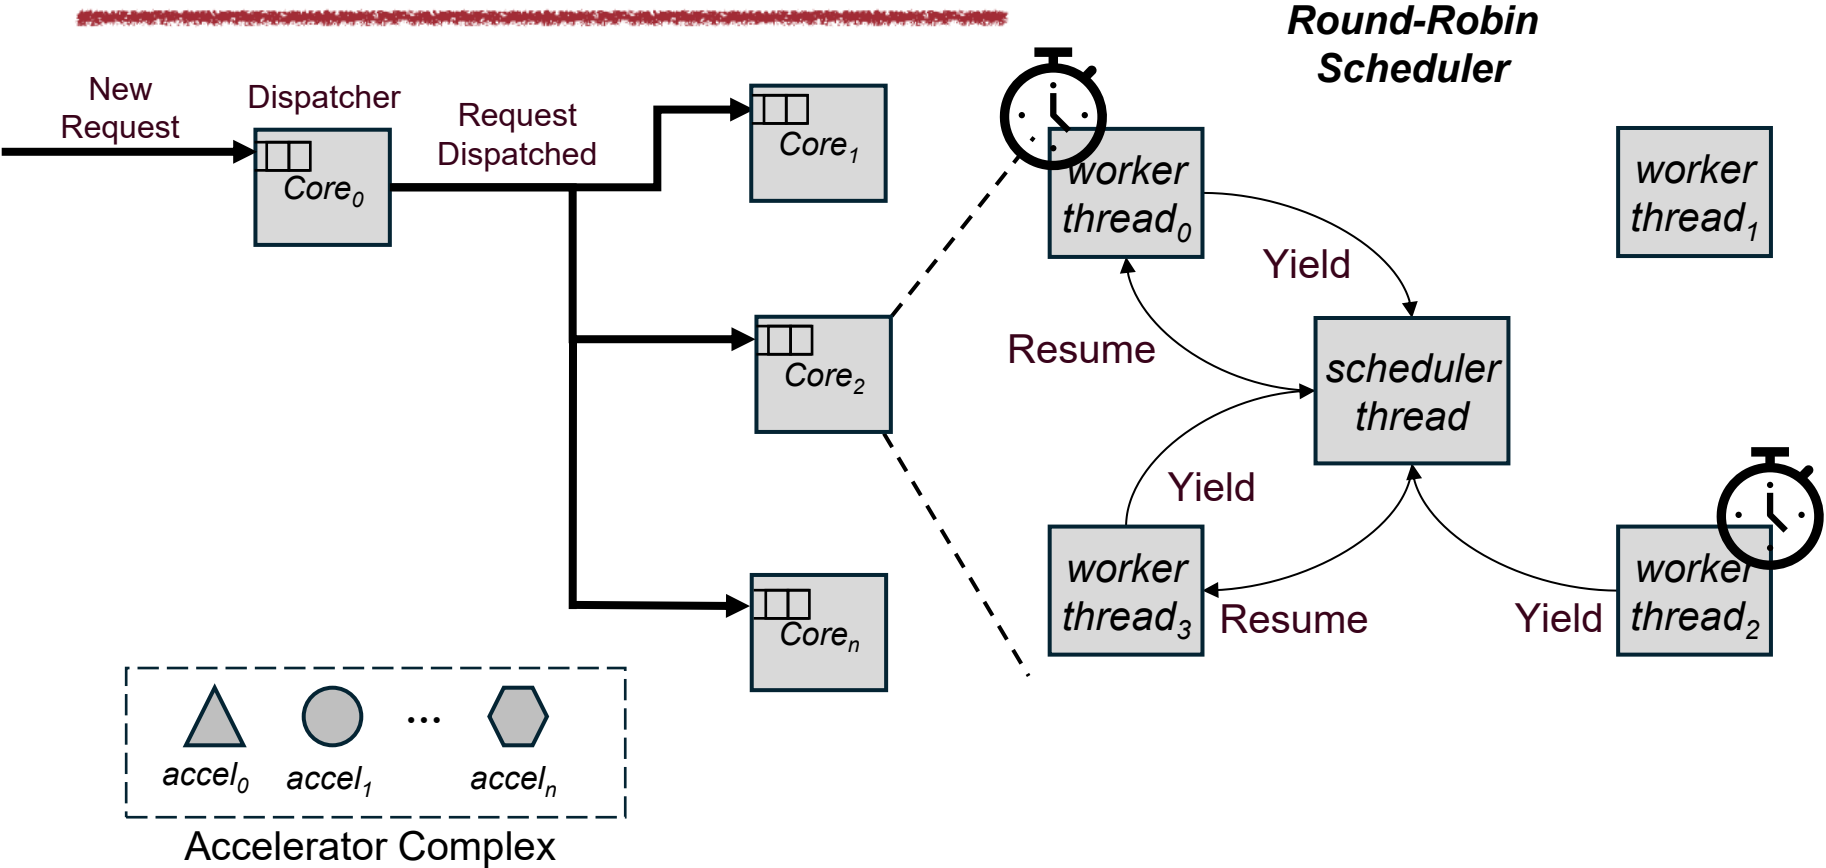 Round-Robin
Scheduler
New
Request
Dispatcher
Core0
Request
Dispatched
Core1
Core2
Coren
worker
thread0
worker
thread1
Yield
Resume
scheduler
thread
Yield
worker
thread3
Resume
Yield
worker
thread2
accel0
accel1
...
acceln
Accelerator Complex